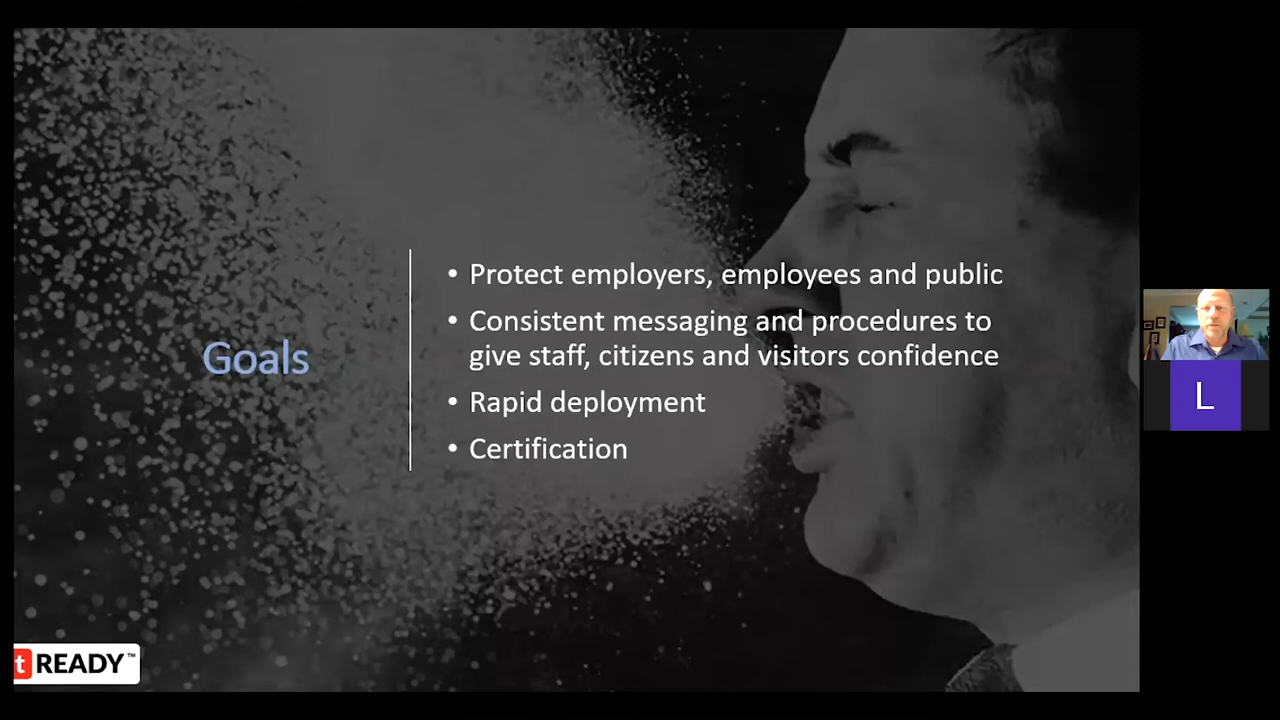 Goals
• Protect employers, employees and public
• Consistent messaging and procedures to
give staff, citizens and visitors confidence
• Rapid deployment
• Certification
L
t READY™